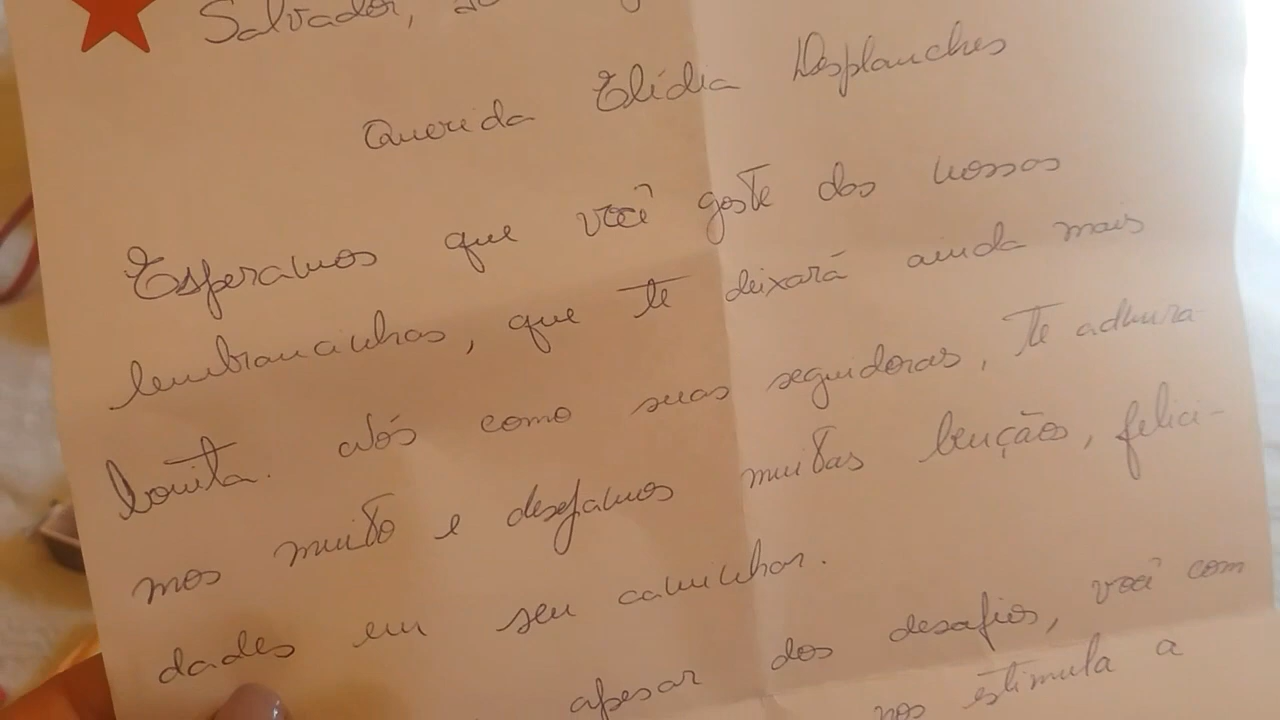 Salvador,
Querida Elídia Desplanches
Esperamos que você goste dos nossos
lembrancinhas, que te deixará ainda mais
bonita. Nós como suas seguidoras, te admira
mos muito e desejamos muitas bençãos, felici-
dades em seu caminhar.
apesar dos desafios, você com
nos estimula a